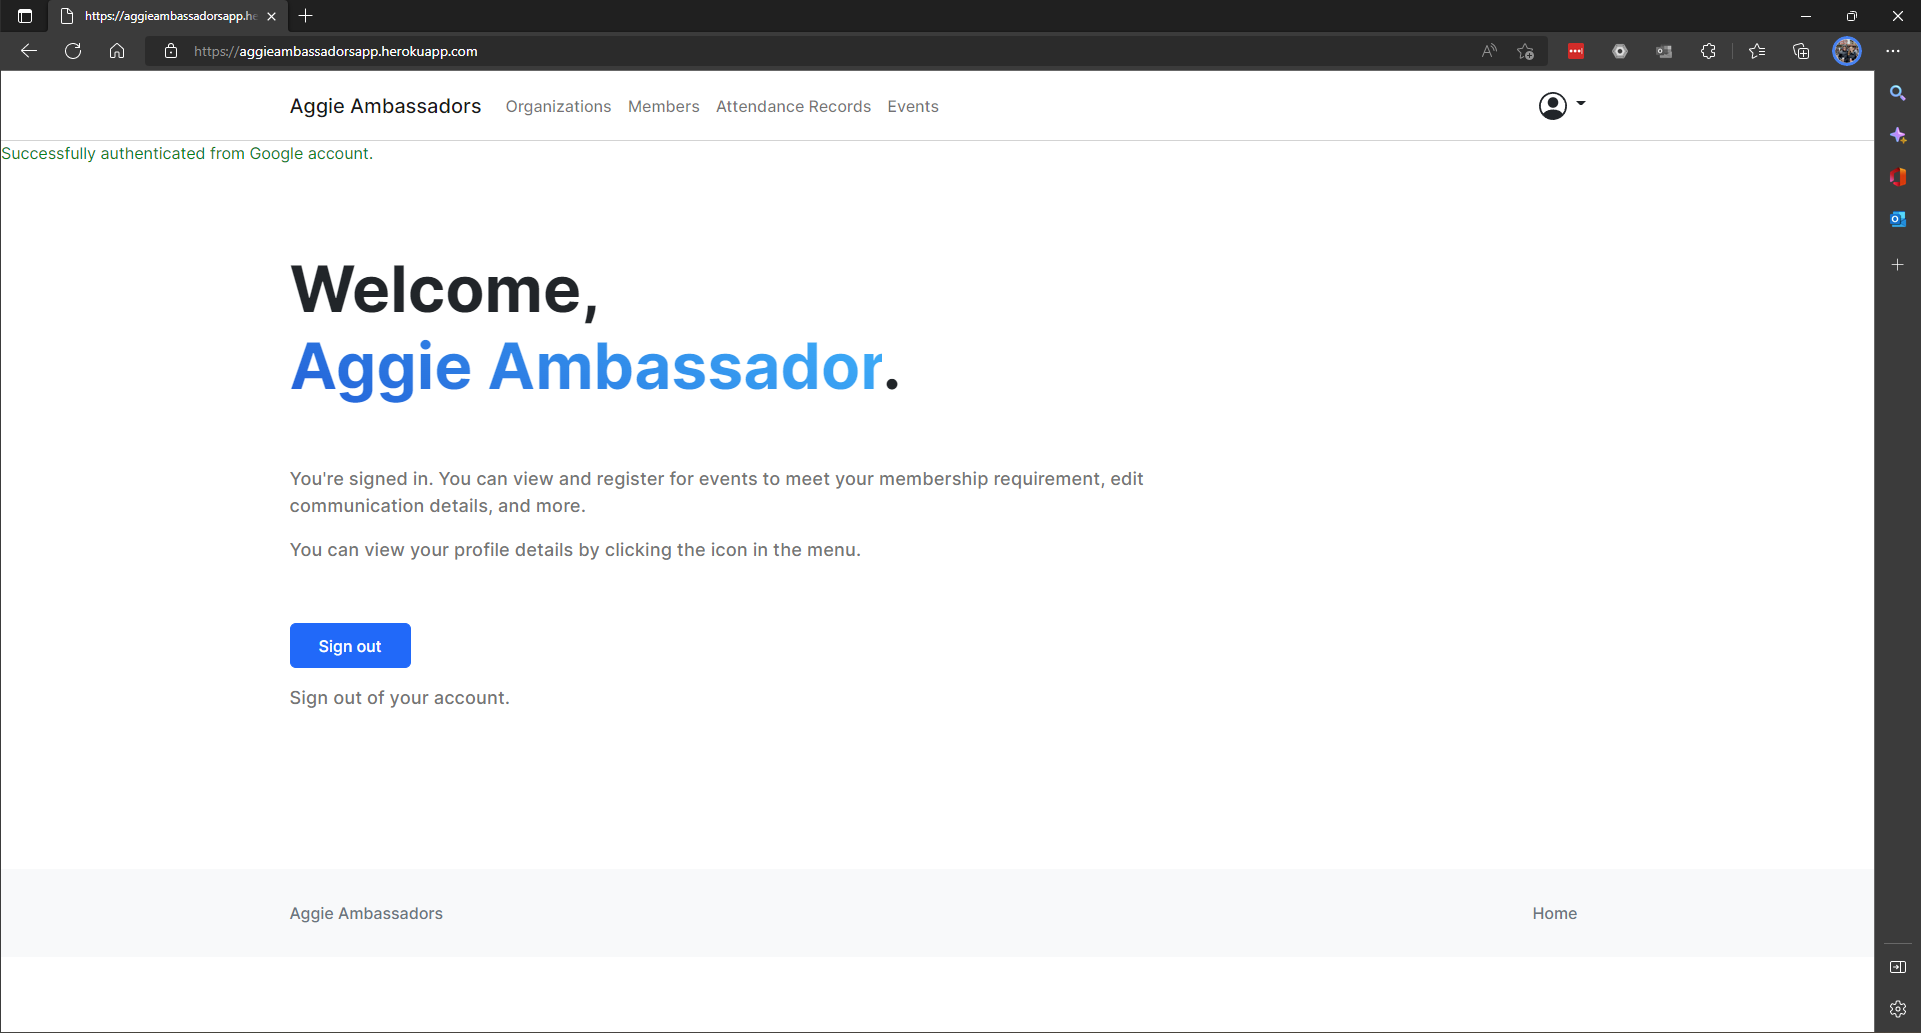 https://aggieambassadorsapp.he
https://aggieambassadorsapp.herokuapp.com
Aggie Ambassadors Organizations Members Attendance Records Events
Successfully authenticated from Google account.
Welcome,
Aggie Ambassador.
You're signed in. You can view and register for events to meet your membership requirement, edit
communication details, and more.
You can view your profile details by clicking the icon in the menu.
Sign out
Sign out of your account.
Aggie Ambassadors Home